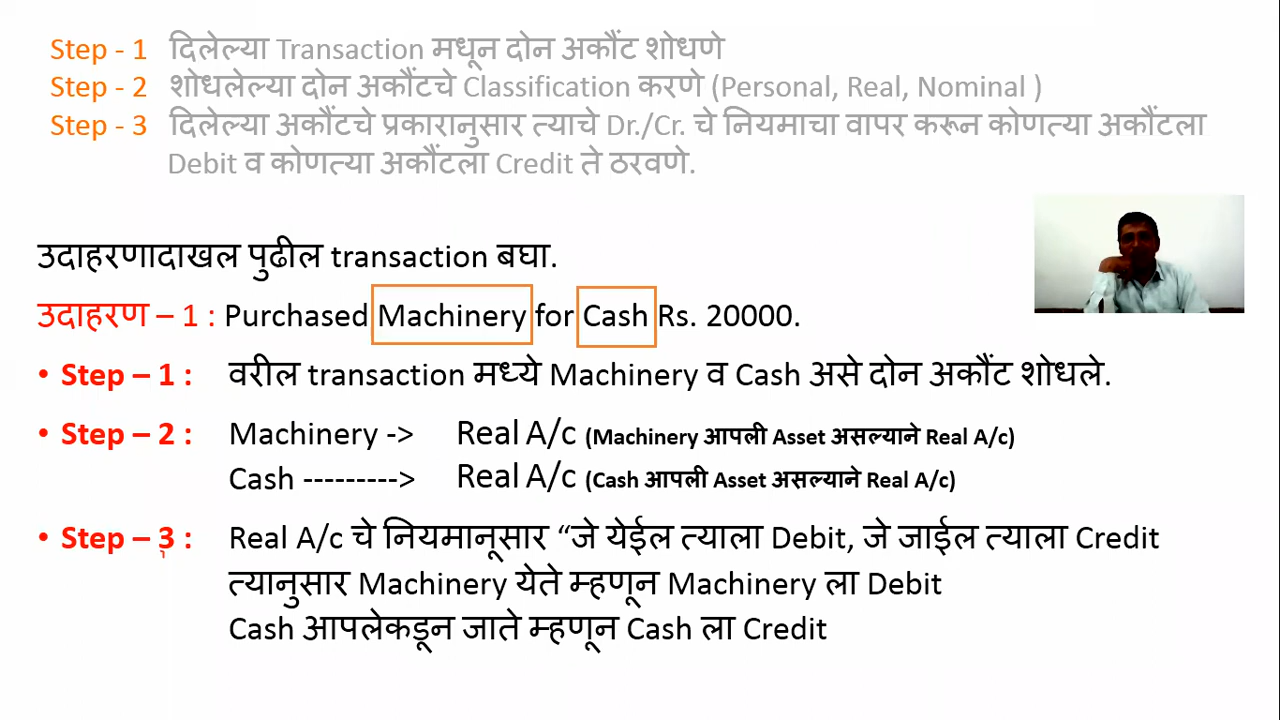 Step - 1 दिलेल्या Transaction मधून दोन अकौंट शोधणे
Step - 2 शोधलेल्या दोन अकौंटचे Classification करणे (Personal, Real, Nominal )
Step - 3 दिलेल्या अकौंटचे प्रकारानुसार त्याचे Dr./Cr. चे नियमाचा वापर करून कोणत्या अकौंटला
Debit व कोणत्या अकौंटला Credit ते ठरवणे.
उदाहरणादाखल पुढील transaction बघा.
उदाहरण – 1 : Purchased Machinery for Cash Rs. 20000.
• Step – 1 : वरील transaction मध्ये Machinery व Cash असे दोन अकौंट शोधले.
• Step – 2 : Machinery -> Real A/c (Machinery आपली Asset असल्याने Real A/c)
Cash ---------> Real A/c (Cash आपली Asset असल्याने Real A/c)
• Step – 3 : Real A/c चे नियमानूसार “जे येईल त्याला Debit, जे जाईल त्याला Credit
त्यानुसार Machinery येते म्हणून Machinery ला Debit
Cash आपलेकडून जाते म्हणून Cash ला Credit